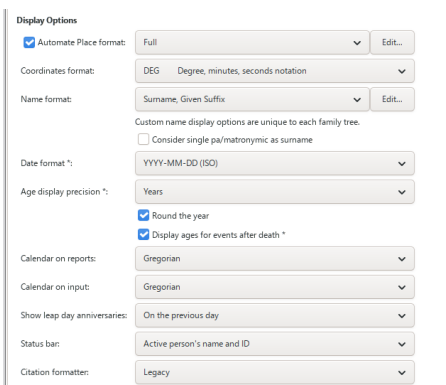 Display Options
Automate Place format: Full Edit...
Coordinates format: DEG Degree, minutes, seconds notation
Name format: Surname, Given Suffix Edit...
Custom name display options are unique to each family tree.
Consider single pa/matronymic as surname
Date format *: YYYY-MM-DD (ISO)
Age display precision *: Years
Round the year
Display ages for events after death *
Calendar on reports: Gregorian
Calendar on input: Gregorian
Show leap day anniversaries: On the previous day
Status bar: Active person's name and ID
Citation formatter: Legacy